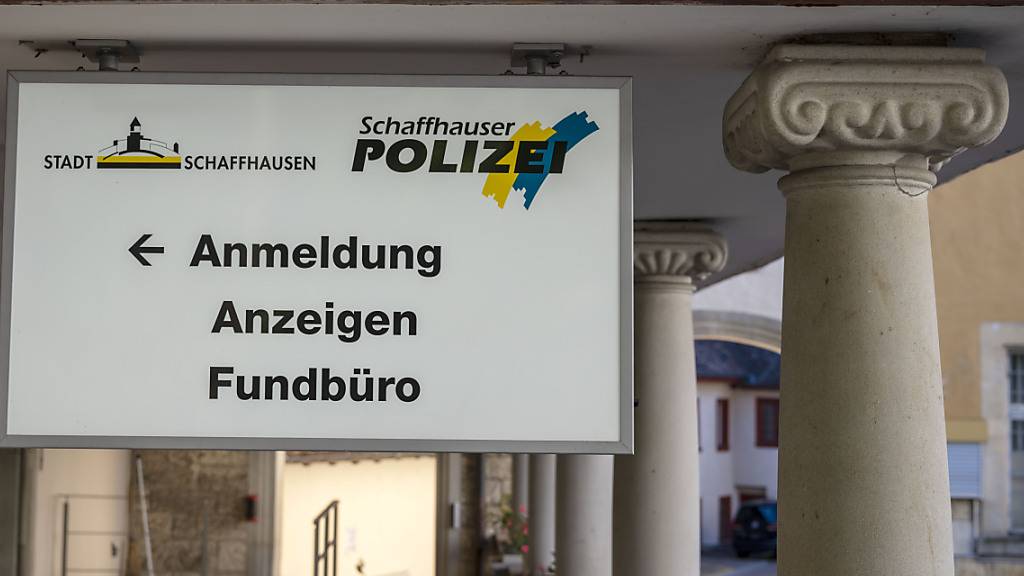 STADT SCHAFFHAUSEN
Schaffhauser
POLIZEI
← Anmeldung
Anzeigen
Fundbüro